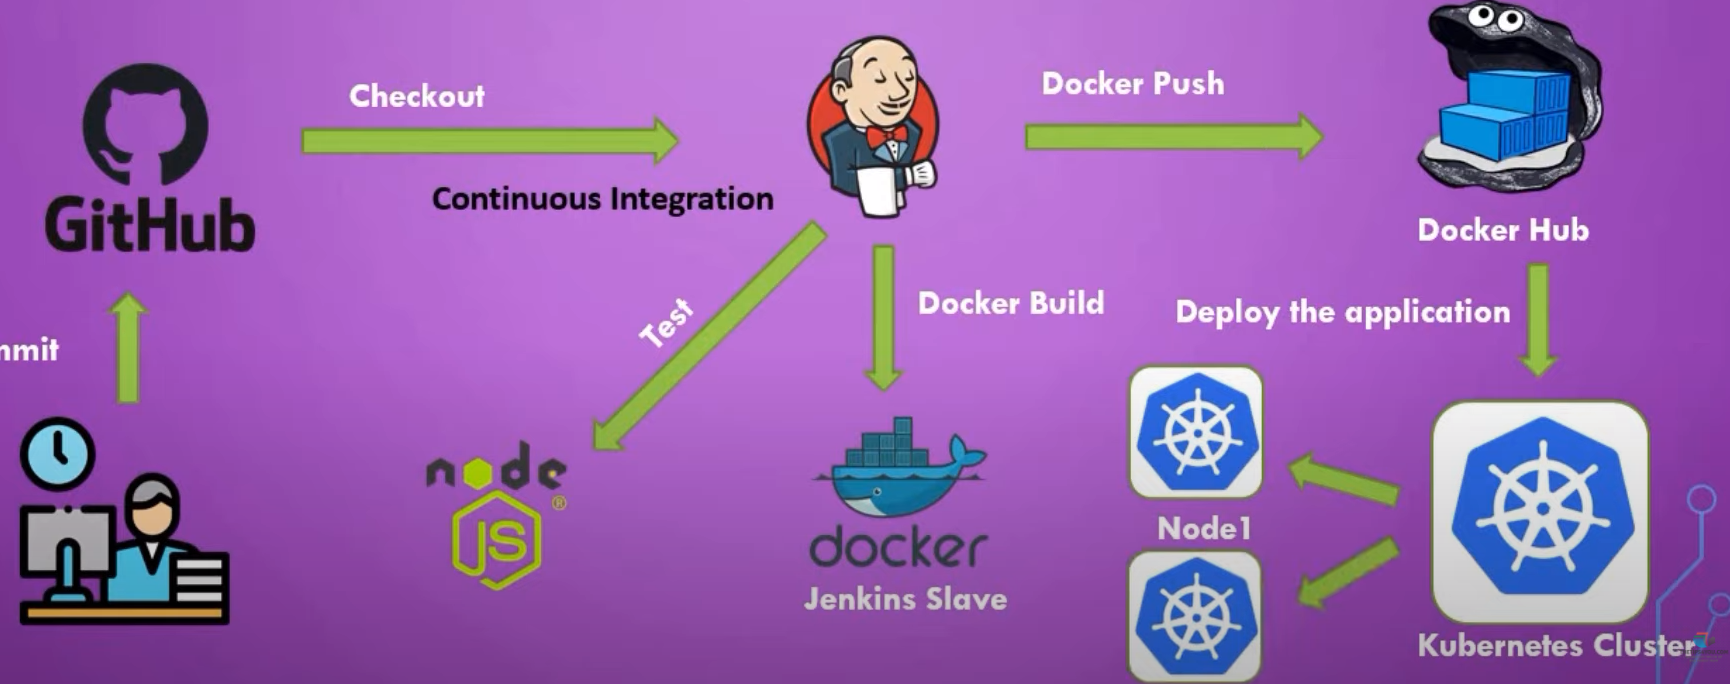 Checkout
Docker Push
GitHub
Continuous Integration
Docker Hub
Test
Docker Build
Deploy the application
mmit
node
JS
®
docker
Jenkins Slave
Node1
Kubernetes Cluster